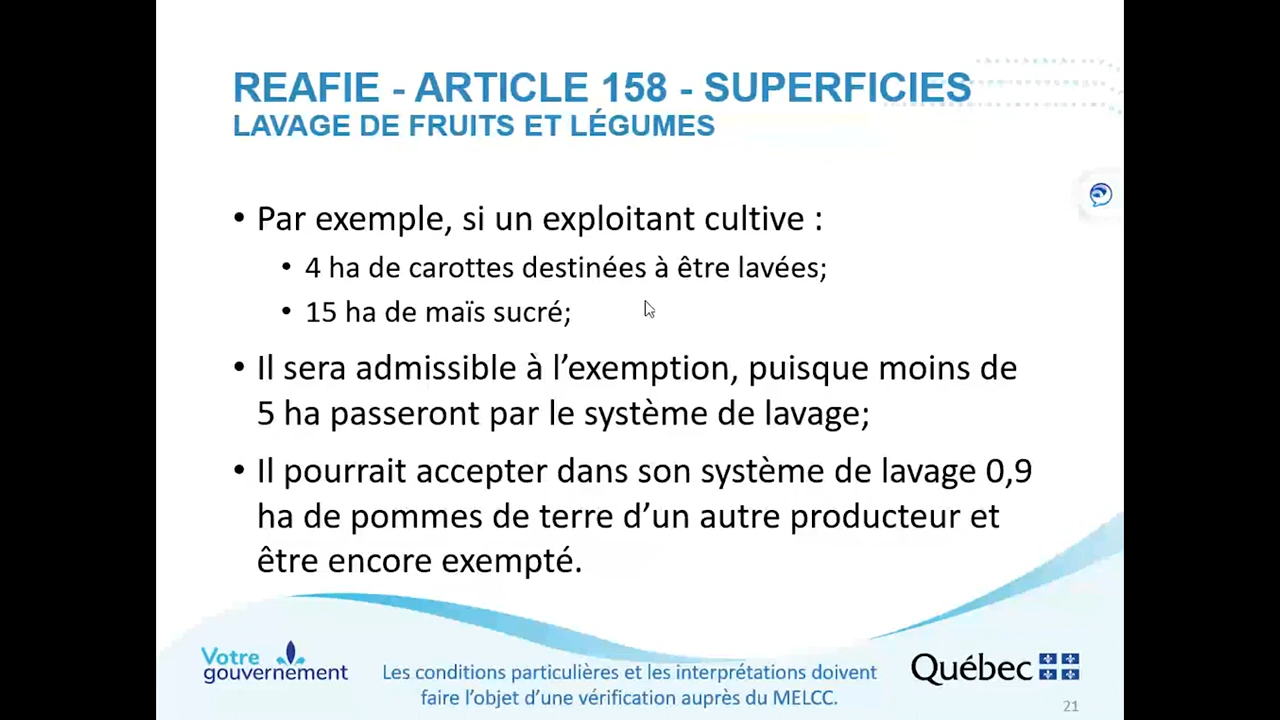 REAFIE - ARTICLE 158 - SUPERFICIES
LAVAGE DE FRUITS ET LÉGUMES
• Par exemple, si un exploitant cultive :
• 4 ha de carottes destinées à être lavées;
• 15 ha de maïs sucré;
• Il sera admissible à l’exemption, puisque moins de
5 ha passeront par le système de lavage;
• Il pourrait accepter dans son système de lavage 0,9
ha de pommes de terre d’un autre producteur et
être encore exempté.
Votre
gouvernement
Les conditions particulières et les interprétations doivent
faire l’objet d’une vérification auprès du MELCC.
Québec
21